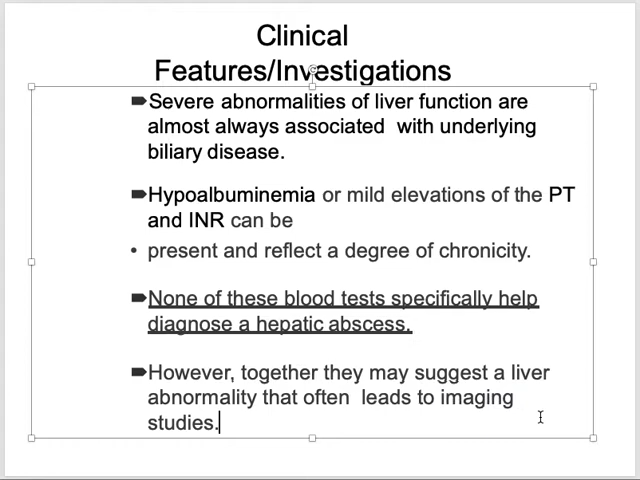 Clinical
Features/Investigations
Severe abnormalities of liver function are
almost always associated with underlying
biliary disease.
Hypoalbuminemia or mild elevations of the PT
and INR can be
• present and reflect a degree of chronicity.
None of these blood tests specifically help
diagnose a hepatic abscess.
However, together they may suggest a liver
abnormality that often leads to imaging
studies.